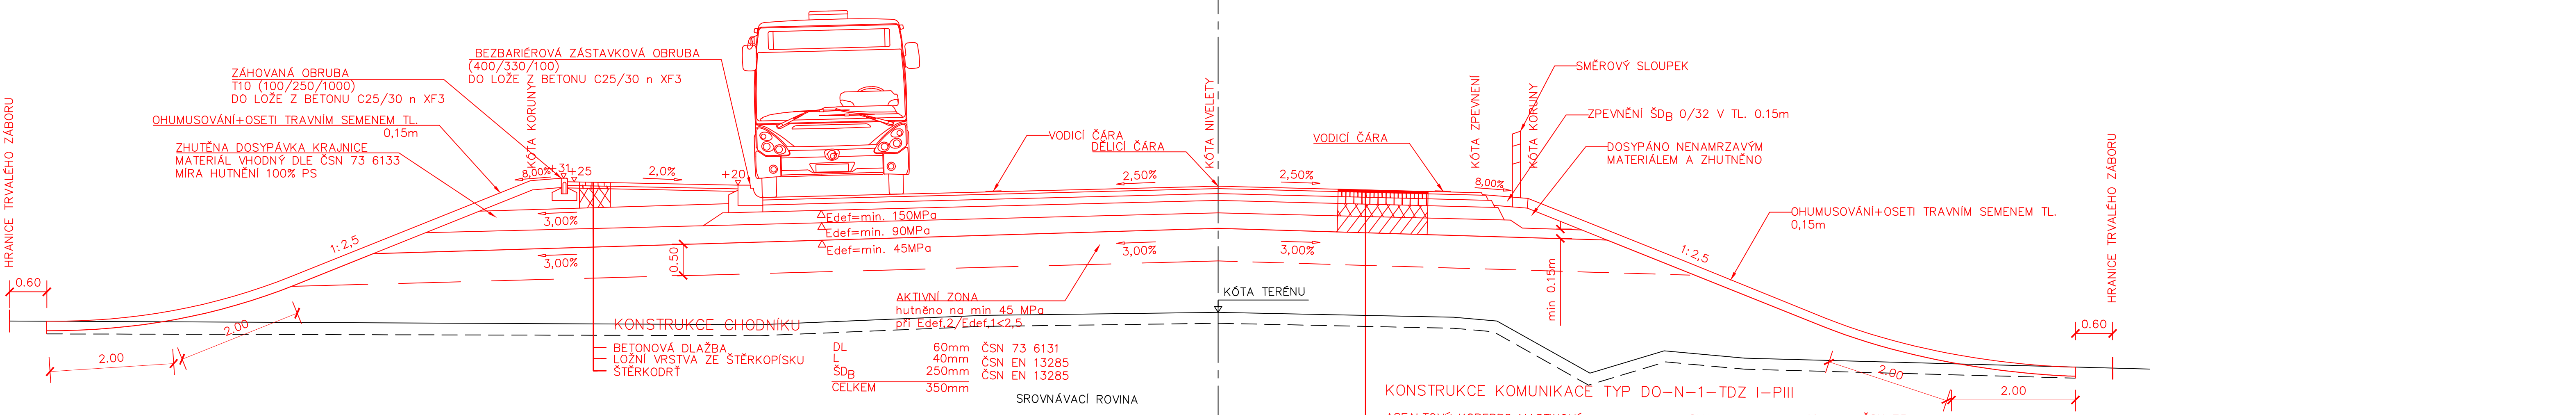 HRANICE TRVALÉHO ZÁBORU
0.60
2.00
2.00
ZÁHOVANÁ OBRUBA
T10 (100/250/1000)
DO LOŽE Z BETONU C25/30 n XF3
OHUMUSOVÁNÍ+OSETI TRAVNÍM SEMENEM TL.
0,15m
ZHUTĚNA DOSYPÁVKA KRAJNICE
MATERIÁL VHODNÝ DLE ČSN 73 6133
MÍRA HUTNĚNÍ 100% PS
1:2,5
KÓTA KORUNY
BEZBARIÉROVÁ ZÁSTAVKOVÁ OBRUBA
(400/330/100)
DO LOŽE Z BETONU C25/30 n XF3
8,00%
+31
+25
2,0%
+20
3,00%
3,00%
0.50
Edef=min. 150MPa
Edef=min. 90MPa
Edef=min. 45MPa
VODICÍ ČÁRA
DĚLICÍ ČÁRA
KÓTA NIVELETY
2,50%
2,50%
3,00%
3,00%
AKTIVNÍ ZONA
hutněno na min 45 MPa
při Edef,2/Edef,1<2,5
KÓTA TERÉNU
VODICÍ ČÁRA
KÓTA ZPEVNENÍ
KÓTA KORUNY
8,00%
SMĚROVÝ SLOUPEK
ZPEVNĚNÍ ŠDB 0/32 V TL. 0.15m
DOSYPÁNO NENAMRZAVÝM
MATERIÁLEM A ZHUTNĚNO
min 0.15m
1:2,5
OHUMUSOVÁNÍ+OSETI TRAVNÍM SEMENEM TL.
0,15m
HRANICE TRVALÉHO ZÁBORU
0.60
2.00
2.00
KONSTRUKCE CHODNÍKU
BETONOVÁ DLAŽBA DL 60mm ČSN 73 6131
LOŽNÍ VRSTVA ZE ŠTĚRKOPÍSKU L 40mm ČSN EN 13285
ŠTĚRKODRŤ ŠDB 250mm ČSN EN 13285
CELKEM 350mm
SROVNÁVACÍ ROVINA
KONSTRUKCE KOMUNIKACE TYP DO-N-1-TDZ I-PIII